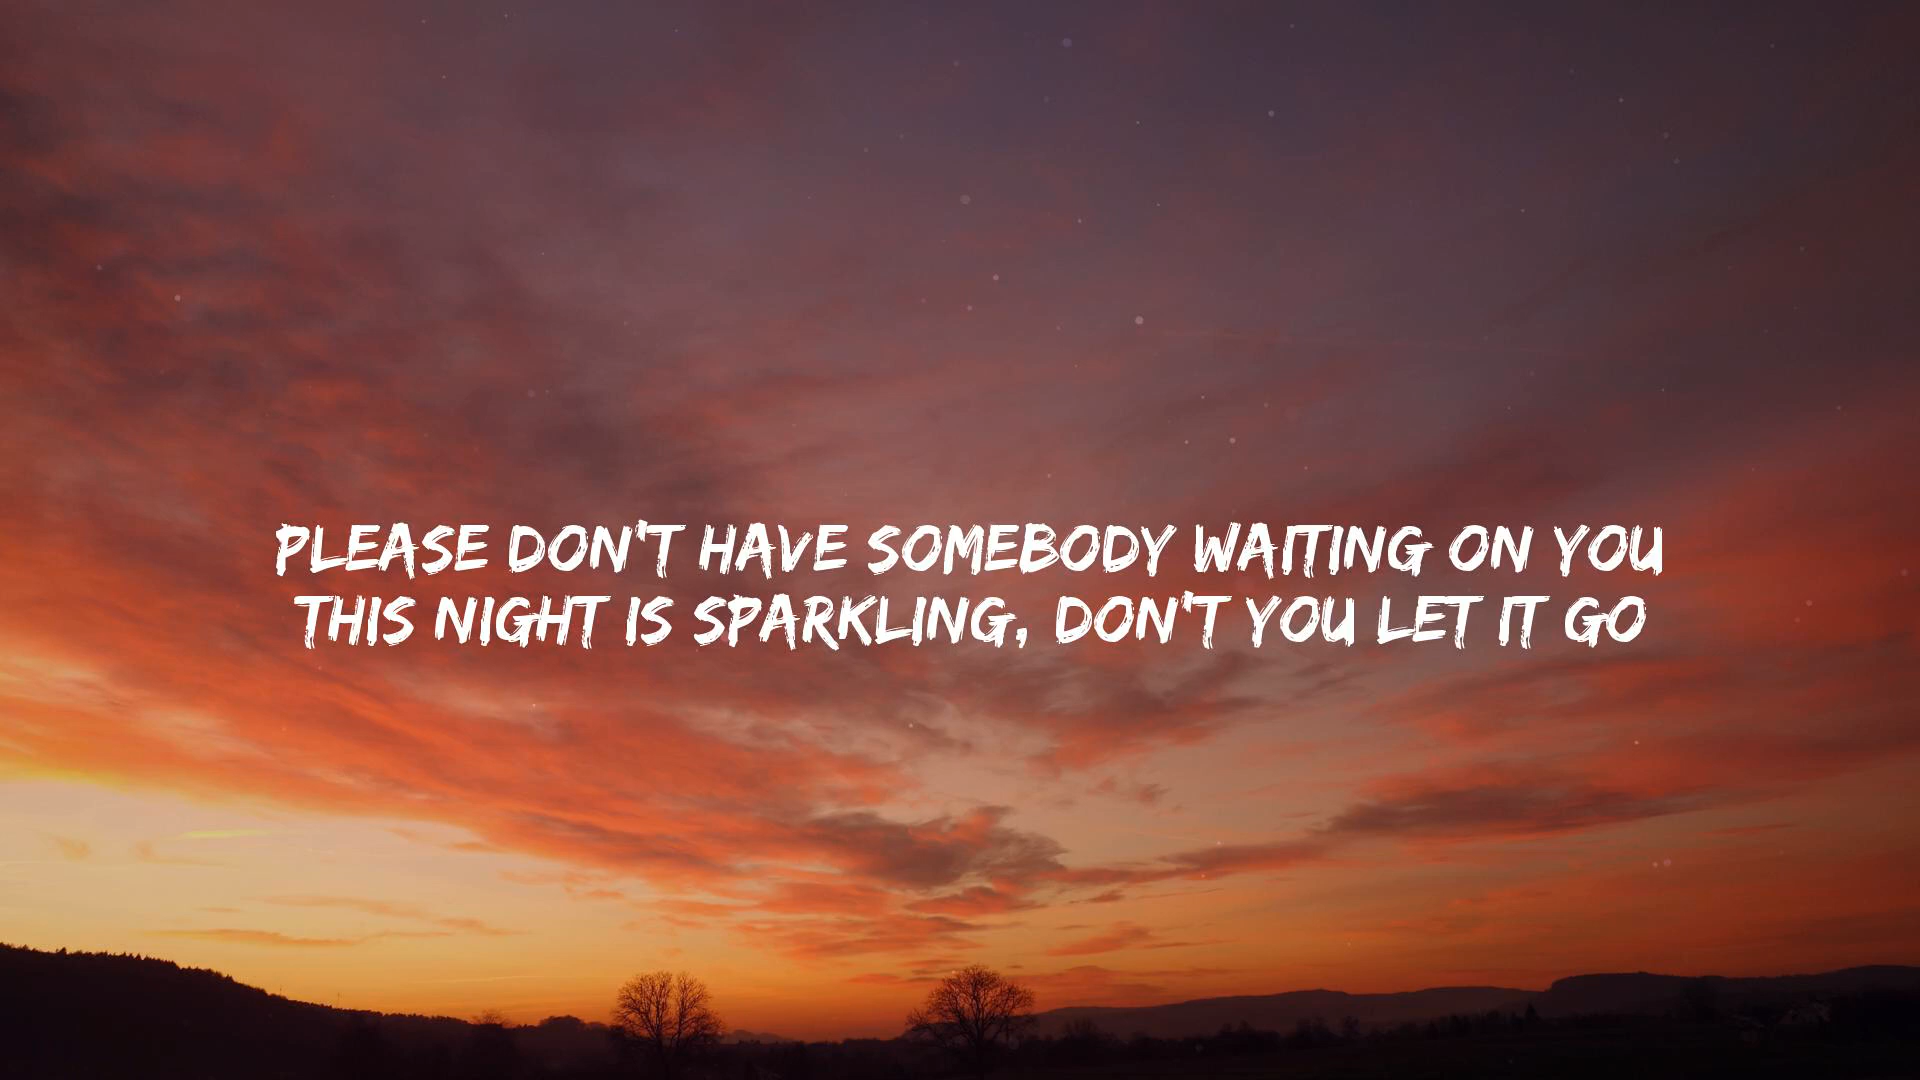 PLEASE DON'T HAVE SOMEBODY WAITING ON YOU
THIS NIGHT IS SPARKLING, DON'T YOU LET IT GO